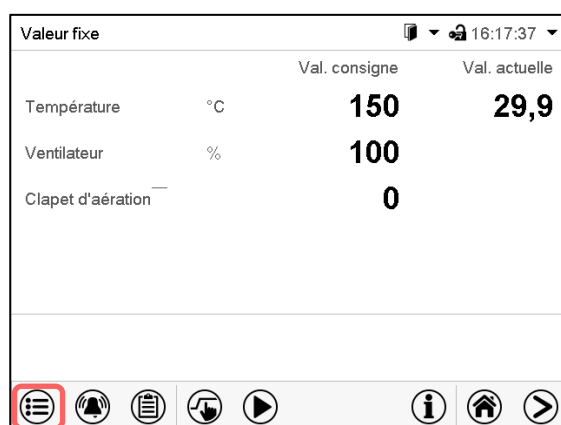 Valeur fixe 16:17:37
Val. consigne Val. actuelle
Température °C 150 29,9
Ventilateur % 100
Clapet d'aération 0